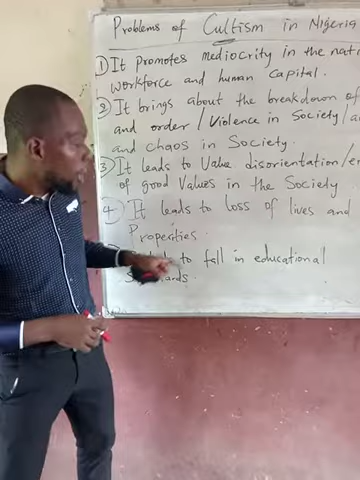 Problems of Cultism in Nigeria
① It promotes mediocrity in the nati
workforce and human capital.
② It brings about the breakdown of
and order / Violence in Society / a
and chaos in Society.
③ It leads to Value disorientation / e
of good Values in the Society
④ It leads to loss of lives and
Properties.
to fall in educational